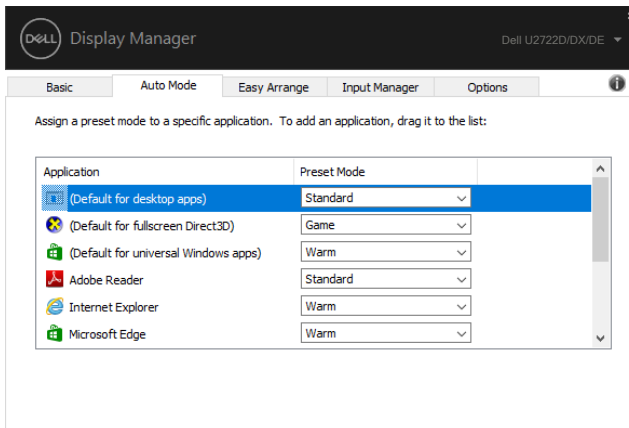 DELL Display Manager Dell U2722D/DX/DE
Basic Auto Mode Easy Arrange Input Manager Options
Assign a preset mode to a specific application. To add an application, drag it to the list:
Application Preset Mode
(Default for desktop apps) Standard
(Default for fullscreen Direct3D) Game
(Default for universal Windows apps) Warm
Adobe Reader Standard
Internet Explorer Warm
Microsoft Edge Warm